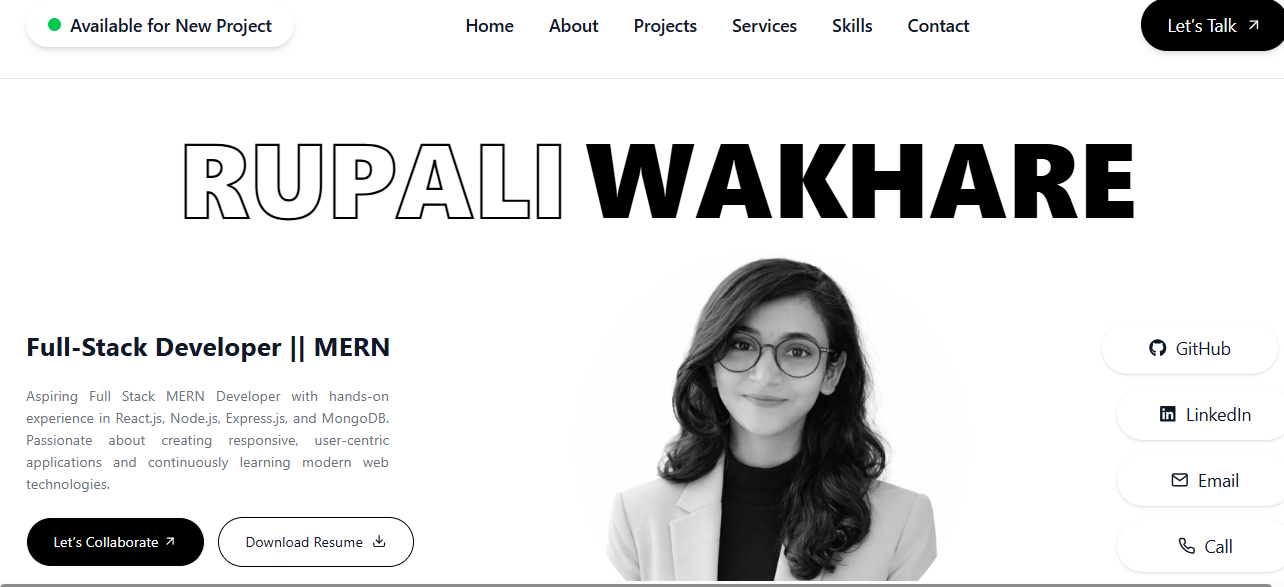 Available for New Project
Home
About
Projects
Services
Skills
Contact
Let's Talk
RUPALI WAKHARE
Full-Stack Developer || MERN
Aspiring Full Stack MERN Developer with hands-on
experience in React.js, Node.js, Express.js, and MongoDB.
Passionate about creating responsive, user-centric
applications and continuously learning modern web
technologies.
Let's Collaborate
Download Resume
GitHub
LinkedIn
Email
Call